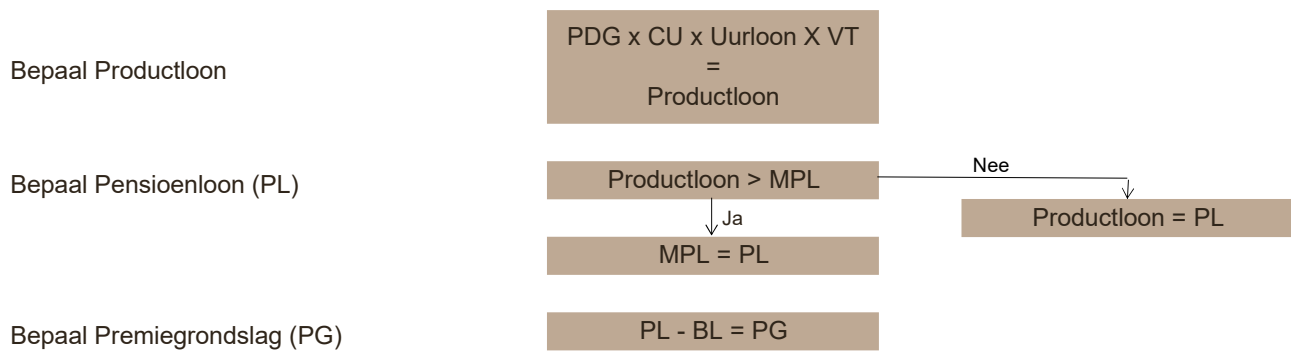 Bepaal Productloon
PDG x CU x Uurloon X VT
=
Productloon
Bepaal Pensioenloon (PL)
Productloon > MPL
Nee
Productloon = PL
Ja
MPL = PL
Bepaal Premiegrondslag (PG)
PL - BL = PG